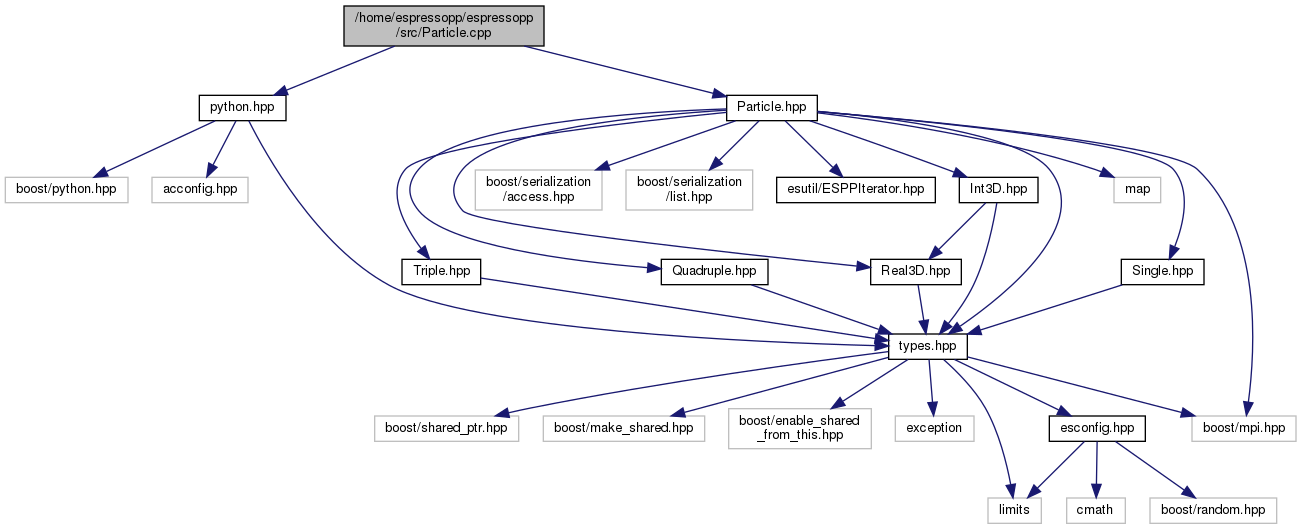 /home/espressopp/espressopp
/src/Particle.cpp
python.hpp
Particle.hpp
boost/python.hpp
acconfig.hpp
boost/serialization
/access.hpp
boost/serialization
/list.hpp
esutil/ESPPIterator.hpp
Int3D.hpp
map
Triple.hpp
Quadruple.hpp
Real3D.hpp
Single.hpp
types.hpp
boost/shared_ptr.hpp
boost/make_shared.hpp
boost/enable_shared
_from_this.hpp
exception
esconfig.hpp
boost/mpi.hpp
limits
cmath
boost/random.hpp